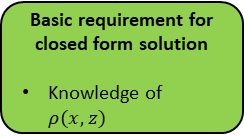 Basic requirement for
closed form solution
• Knowledge of
𝜌(𝑥, 𝑧)